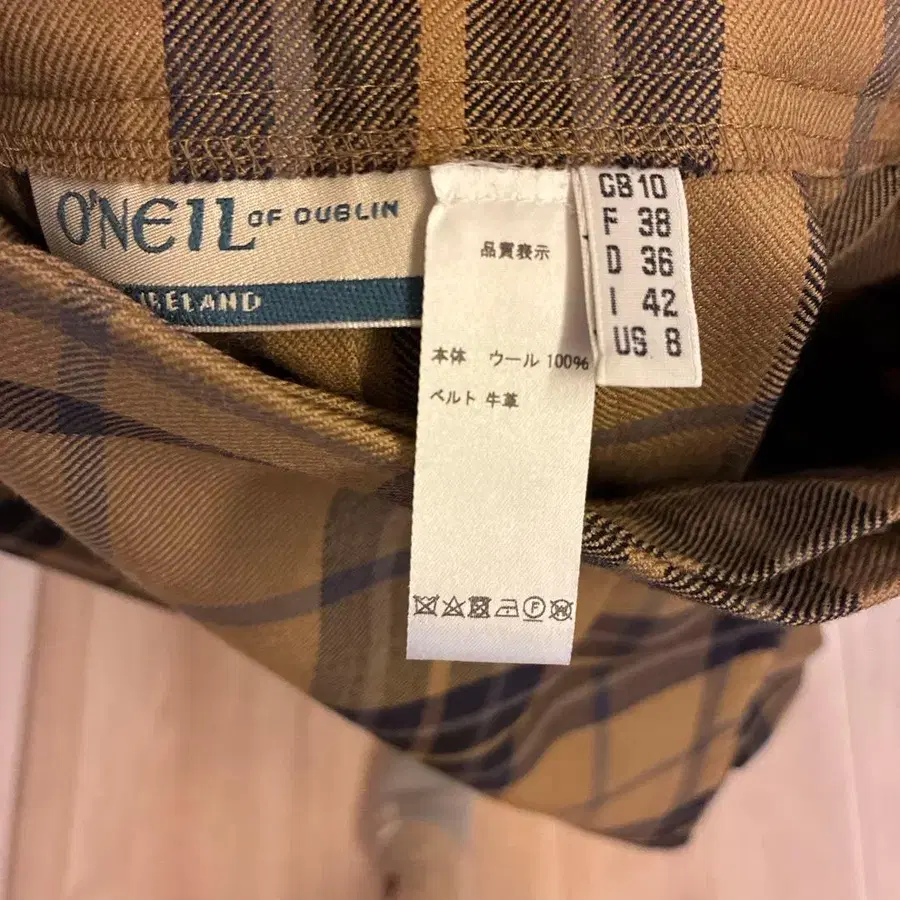 O'NEIL OF DUBLIN
IRELAND
品質表示
本体 ウール 100%
ベルト 牛革
GB 10
F 38
D 36
I 42
US 8